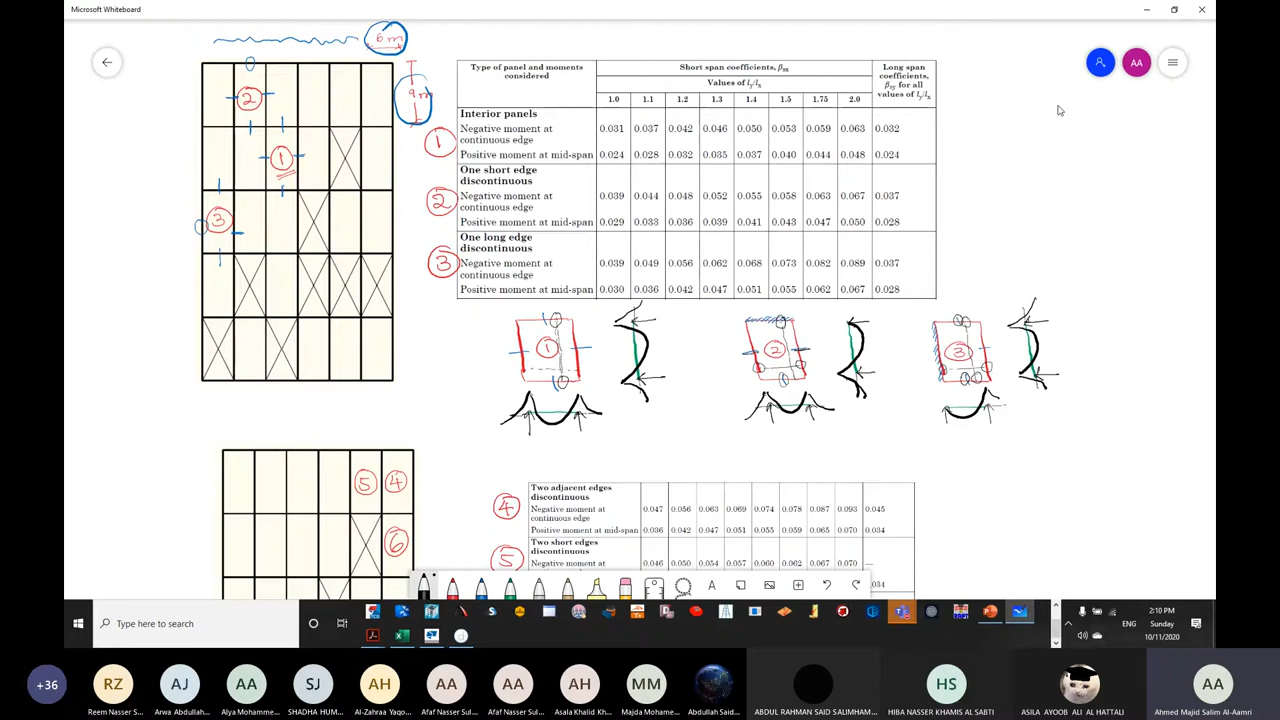 Microsoft Whiteboard
6 m
9 m
2
1
3
AA
Type of panel and moments considered
Short span coefficients, βsx
Values of ly/lx
Long span coefficients, βsy for all values of ly/lx
1.0 1.1 1.2 1.3 1.4 1.5 1.75 2.0
1
Interior panels
Negative moment at continuous edge 0.031 0.037 0.042 0.046 0.050 0.053 0.059 0.063 0.032
Positive moment at mid-span 0.024 0.028 0.032 0.035 0.037 0.040 0.044 0.048 0.024
2
One short edge discontinuous
Negative moment at continuous edge 0.039 0.044 0.048 0.052 0.055 0.058 0.063 0.067 0.037
Positive moment at mid-span 0.029 0.033 0.036 0.039 0.041 0.043 0.047 0.050 0.028
3
One long edge discontinuous
Negative moment at continuous edge 0.039 0.049 0.056 0.062 0.068 0.073 0.082 0.089 0.037
Positive moment at mid-span 0.030 0.036 0.042 0.047 0.051 0.055 0.062 0.067 0.028
1 2 3
5 4
6
4
Two adjacent edges discontinuous
Negative moment at continuous edge 0.047 0.056 0.063 0.069 0.074 0.078 0.087 0.093 0.045
Positive moment at mid-span 0.036 0.042 0.047 0.051 0.055 0.059 0.065 0.070 0.034
5
Two short edges discontinuous
Negative moment at 0.046 0.050 0.054 0.057 0.060 0.062 0.067 0.070 —
.034
A
Type here to search
ENG
2:10 PM
Sunday
10/11/2020
+36
RZ
Reem Nasser S...
AJ
Arwa Abdullah...
AA
Alya Mohamme...
SJ
SHADHA HUM...
AH
Al-Zahraa Yaqo...
AA
Afaf Nasser Sul...
AA
Afaf Nasser Sul...
AH
Asala Khalid Kh...
MM
Majda Mohame...
Abdullah Said...
ABDUL RAHMAN SAID SALIMHAM...
HS
HIBA NASSER KHAMIS AL SABTI
ASILA AYOOB ALI AL HATTALI
AA
Ahmed Majid Salim Al-Aamri